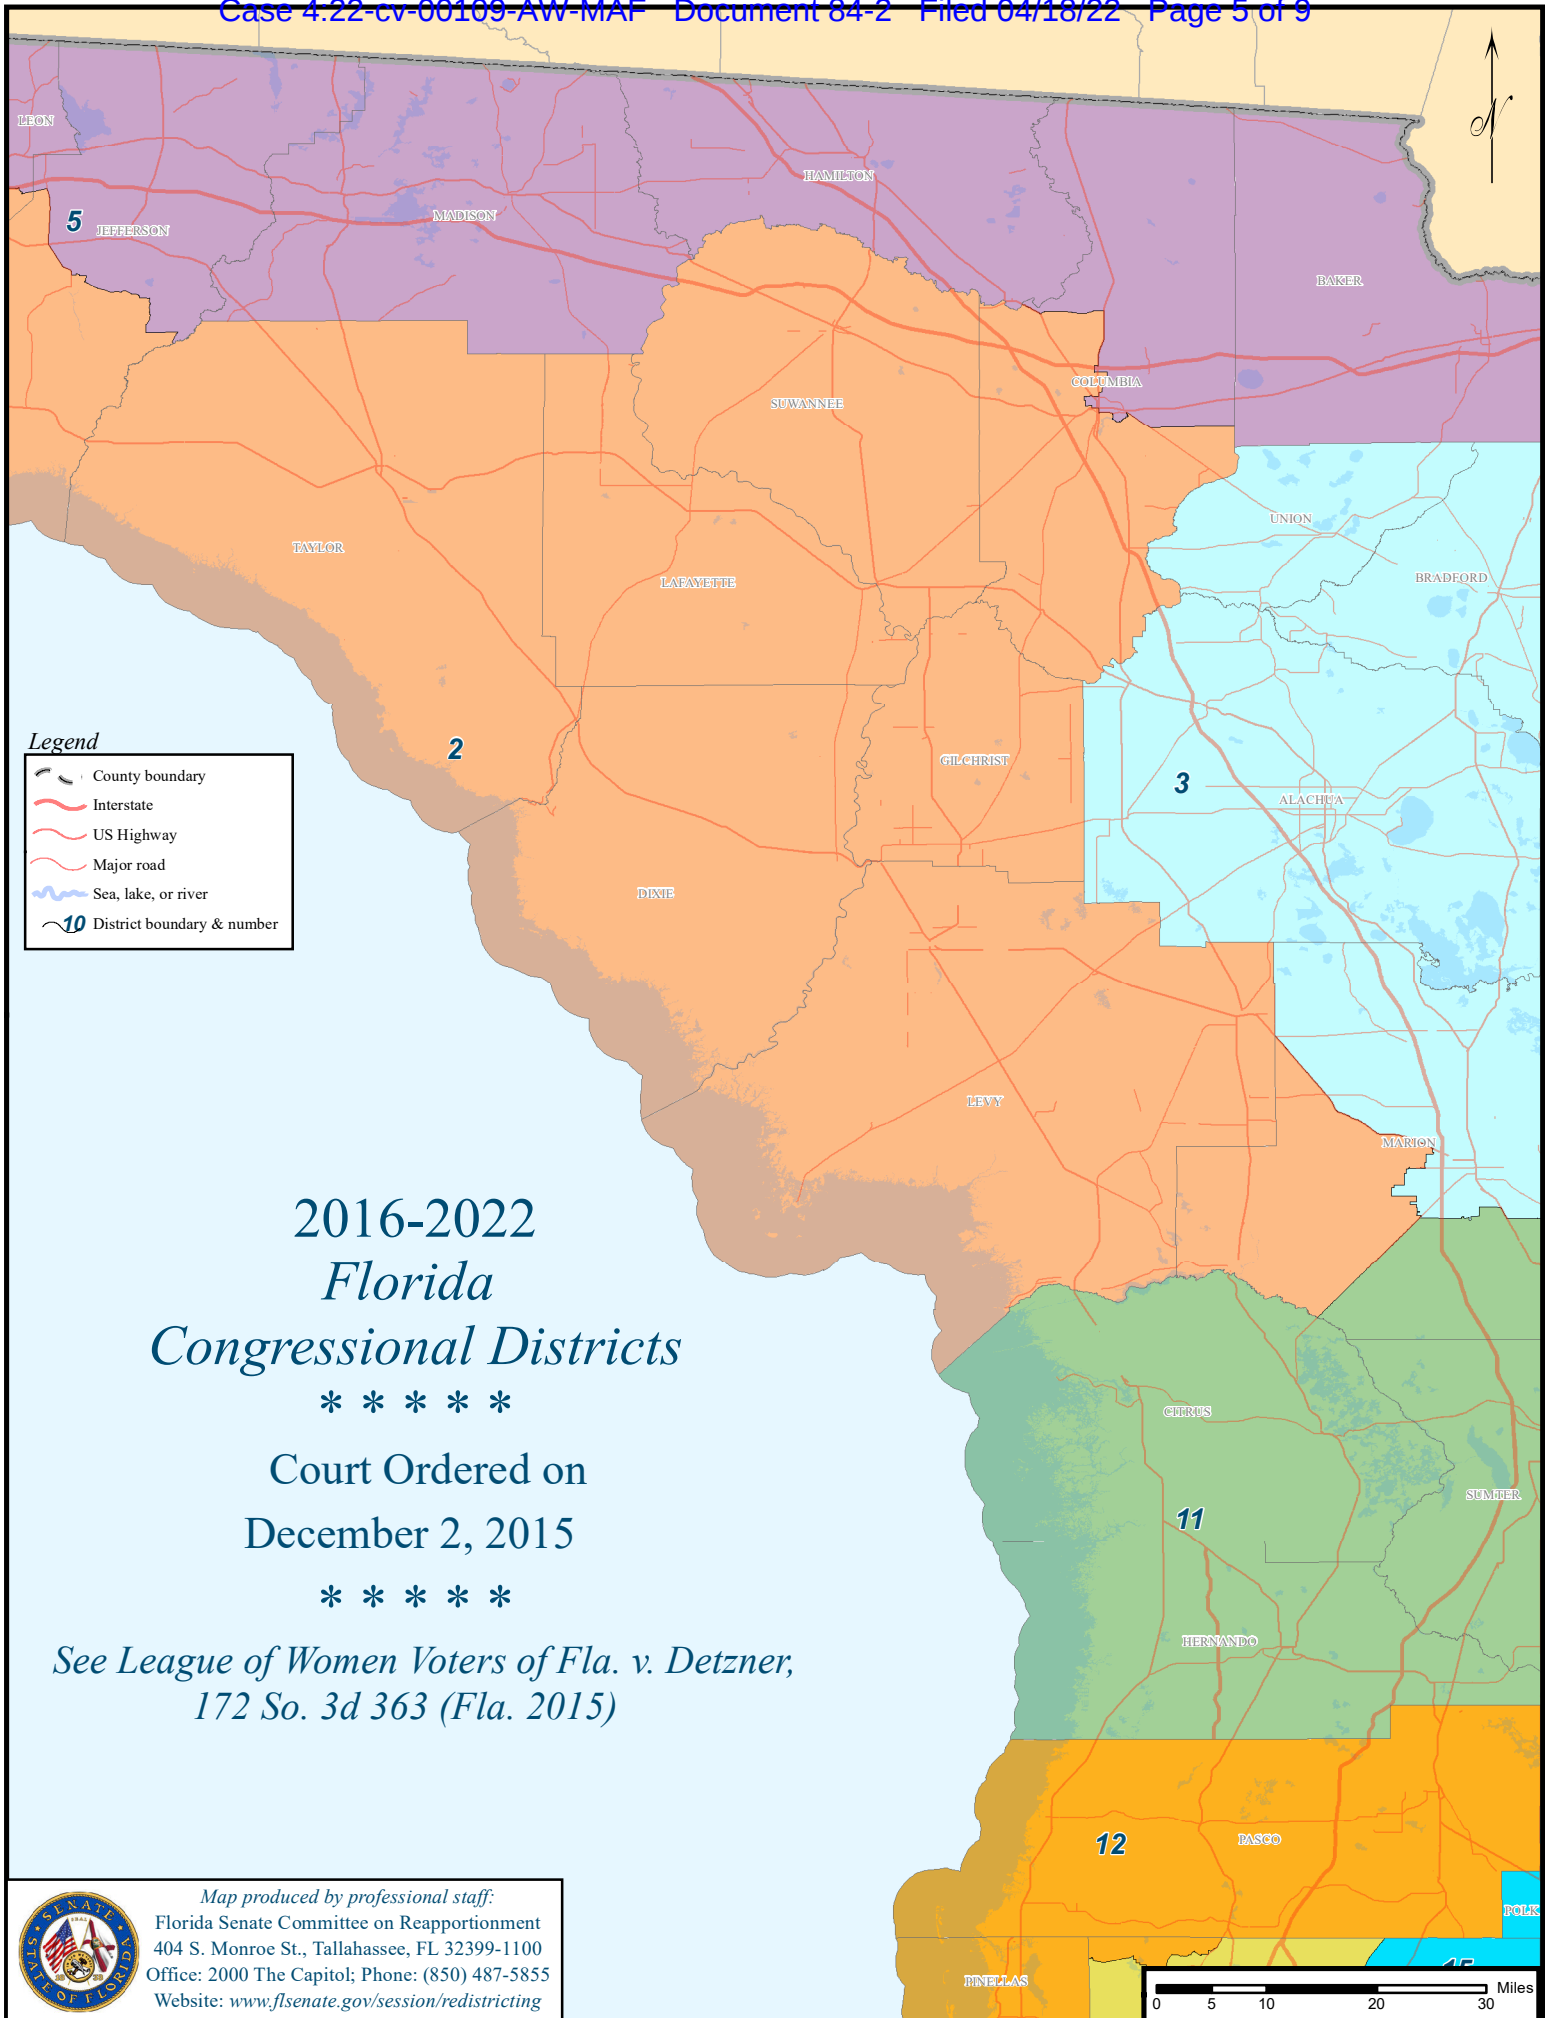 Case 4:22-cv-00109-AW-MAF Document 84-2 Filed 04/18/22 Page 5 of 9
N
LEON
HAMILTON
5
JEFFERSON
MADISON
BAKER
COLUMBIA
SUWANNEE
UNION
TAYLOR
LAFAYETTE
BRADFORD
2
GILCHRIST
3
ALACHUA
Legend
County boundary
Interstate
US Highway
Major road
Sea, lake, or river
10 District boundary & number
DIXIE
LEVY
MARION
2016-2022
Florida
Congressional Districts
* * * * *
Court Ordered on
December 2, 2015
* * * * *
See League of Women Voters of Fla. v. Detzner,
172 So. 3d 363 (Fla. 2015)
CITRUS
SUMTER
11
HERNANDO
12
PASCO
POLK
15
PINELLAS
SENATE
STATE OF FLORIDA
Map produced by professional staff:
Florida Senate Committee on Reapportionment
404 S. Monroe St., Tallahassee, FL 32399-1100
Office: 2000 The Capitol; Phone: (850) 487-5855
Website: www.flsenate.gov/session/redistricting
Miles
0 5 10 20 30